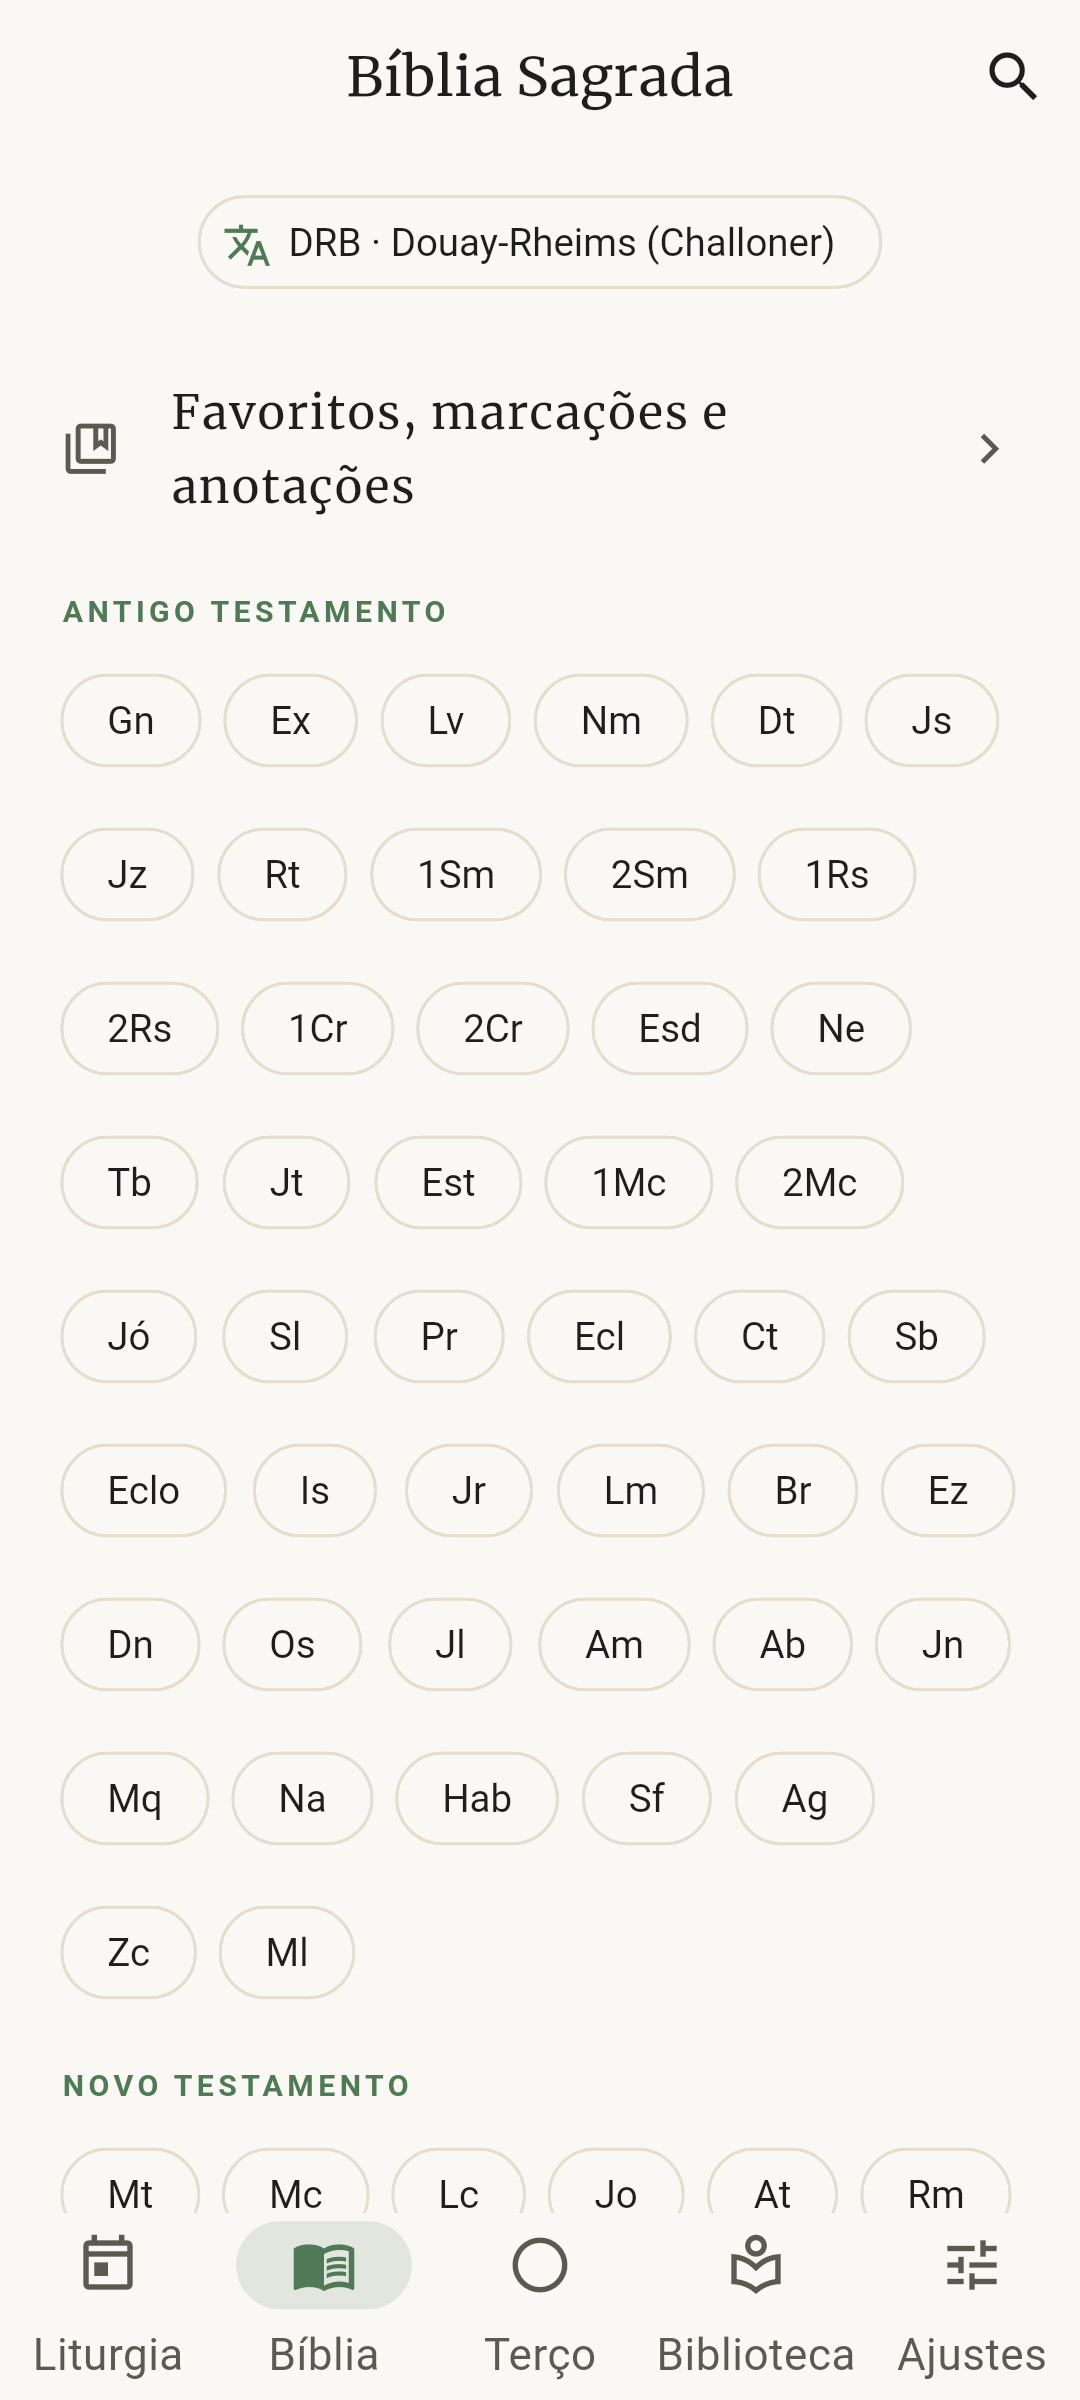 Bíblia Sagrada
DRB · Douay-Rheims (Challoner)
Favoritos, marcações e
anotações
ANTIGO TESTAMENTO
Gn Ex Lv Nm Dt Js
Jz Rt 1Sm 2Sm 1Rs
2Rs 1Cr 2Cr Esd Ne
Tb Jt Est 1Mc 2Mc
Jó Sl Pr Ecl Ct Sb
Eclo Is Jr Lm Br Ez
Dn Os Jl Am Ab Jn
Mq Na Hab Sf Ag
Zc Ml
NOVO TESTAMENTO
Mt Mc Lc Jo At Rm
Liturgia Bíblia Terço Biblioteca Ajustes